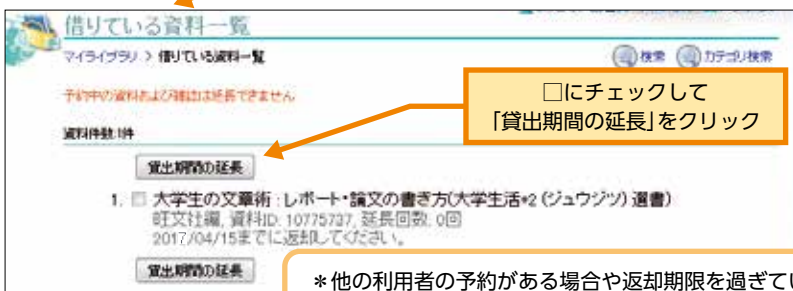 借りている資料一覧
マイライブラリ > 借りている資料一覧
検索 カテゴリ検索
予約中の資料および雑誌は延長できません
□にチェックして
「貸出期間の延長」をクリック
資料件数:1件
貸出期間の延長
1. □ 大学生の文章術 : レポート・論文の書き方(大学生活*2 (ジュウジツ) 選書)
旺文社編, 資料ID: 10775737, 延長回数: 0回
2017/04/15までに返却してください。
貸出期間の延長
*他の利用者の予約がある場合や返却期限を過ぎてい